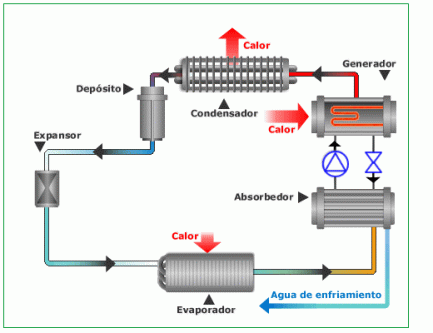 Calor
Generador
Depósito
Condensador
Calor
Expansor
Absorbedor
Calor
Agua de enfriamiento
Evaporador